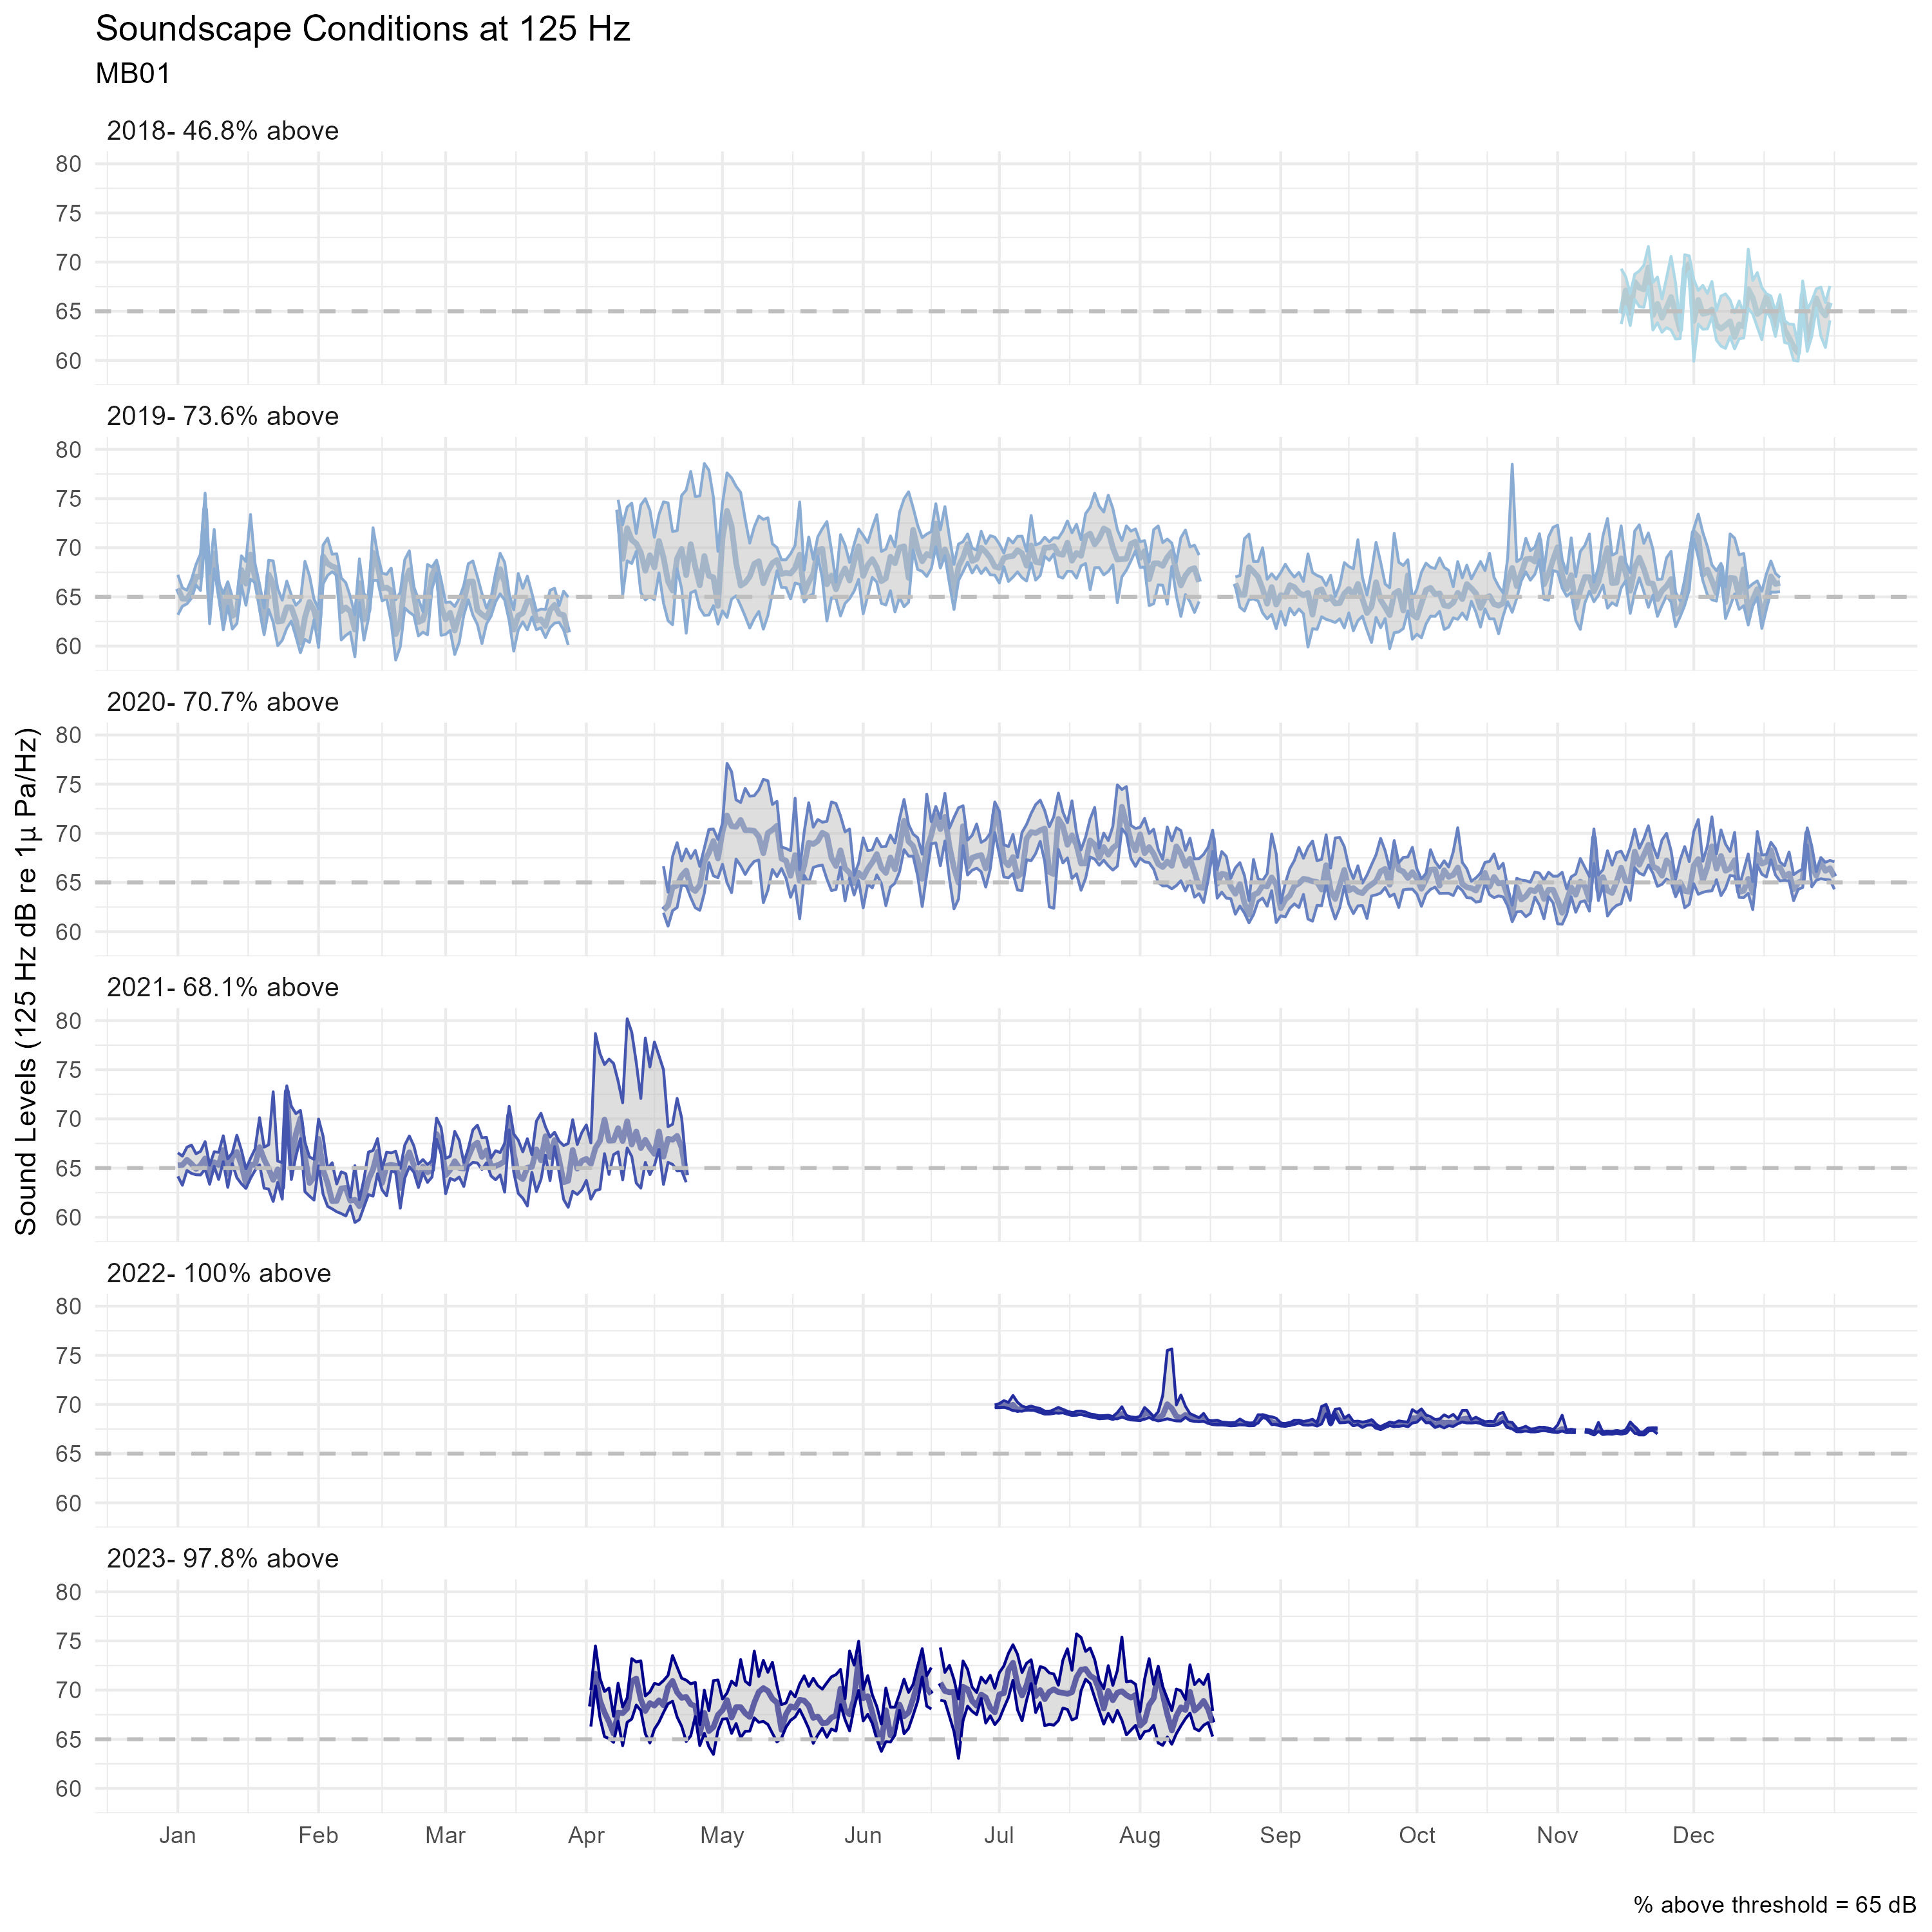 Soundscape Conditions at 125 Hz
MB01
2018- 46.8% above
80
75
70
65
60
2019- 73.6% above
80
75
70
65
60
2020- 70.7% above
80
75
70
65
60
2021- 68.1% above
80
75
70
65
60
2022- 100% above
80
75
70
65
60
2023- 97.8% above
80
75
70
65
60
Sound Levels (125 Hz dB re 1µ Pa/Hz)
Jan Feb Mar Apr May Jun Jul Aug Sep Oct Nov Dec
% above threshold = 65 dB